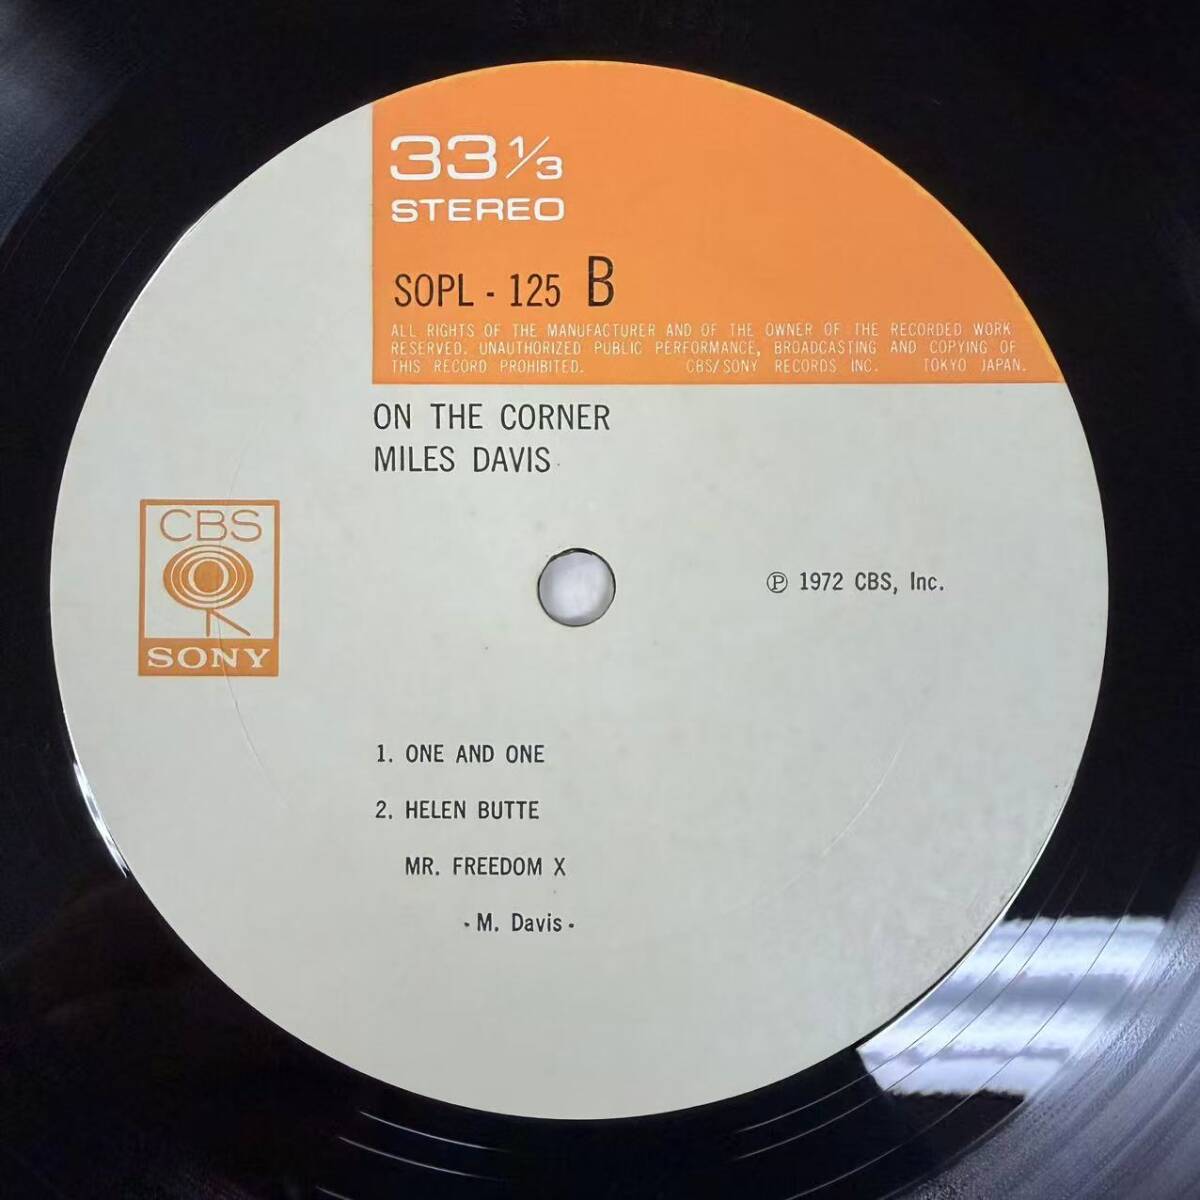 33 1/3
STEREO
SOPL - 125 B
ALL RIGHTS OF THE MANUFACTURER AND OF THE OWNER OF THE RECORDED WORK
RESERVED. UNAUTHORIZED PUBLIC PERFORMANCE, BROADCASTING AND COPYING OF
THIS RECORD PROHIBITED. CBS/SONY RECORDS INC. TOKYO JAPAN.
ON THE CORNER
MILES DAVIS
CBS
SONY
℗ 1972 CBS, Inc.
1. ONE AND ONE
2. HELEN BUTTE
MR. FREEDOM X
- M. Davis -